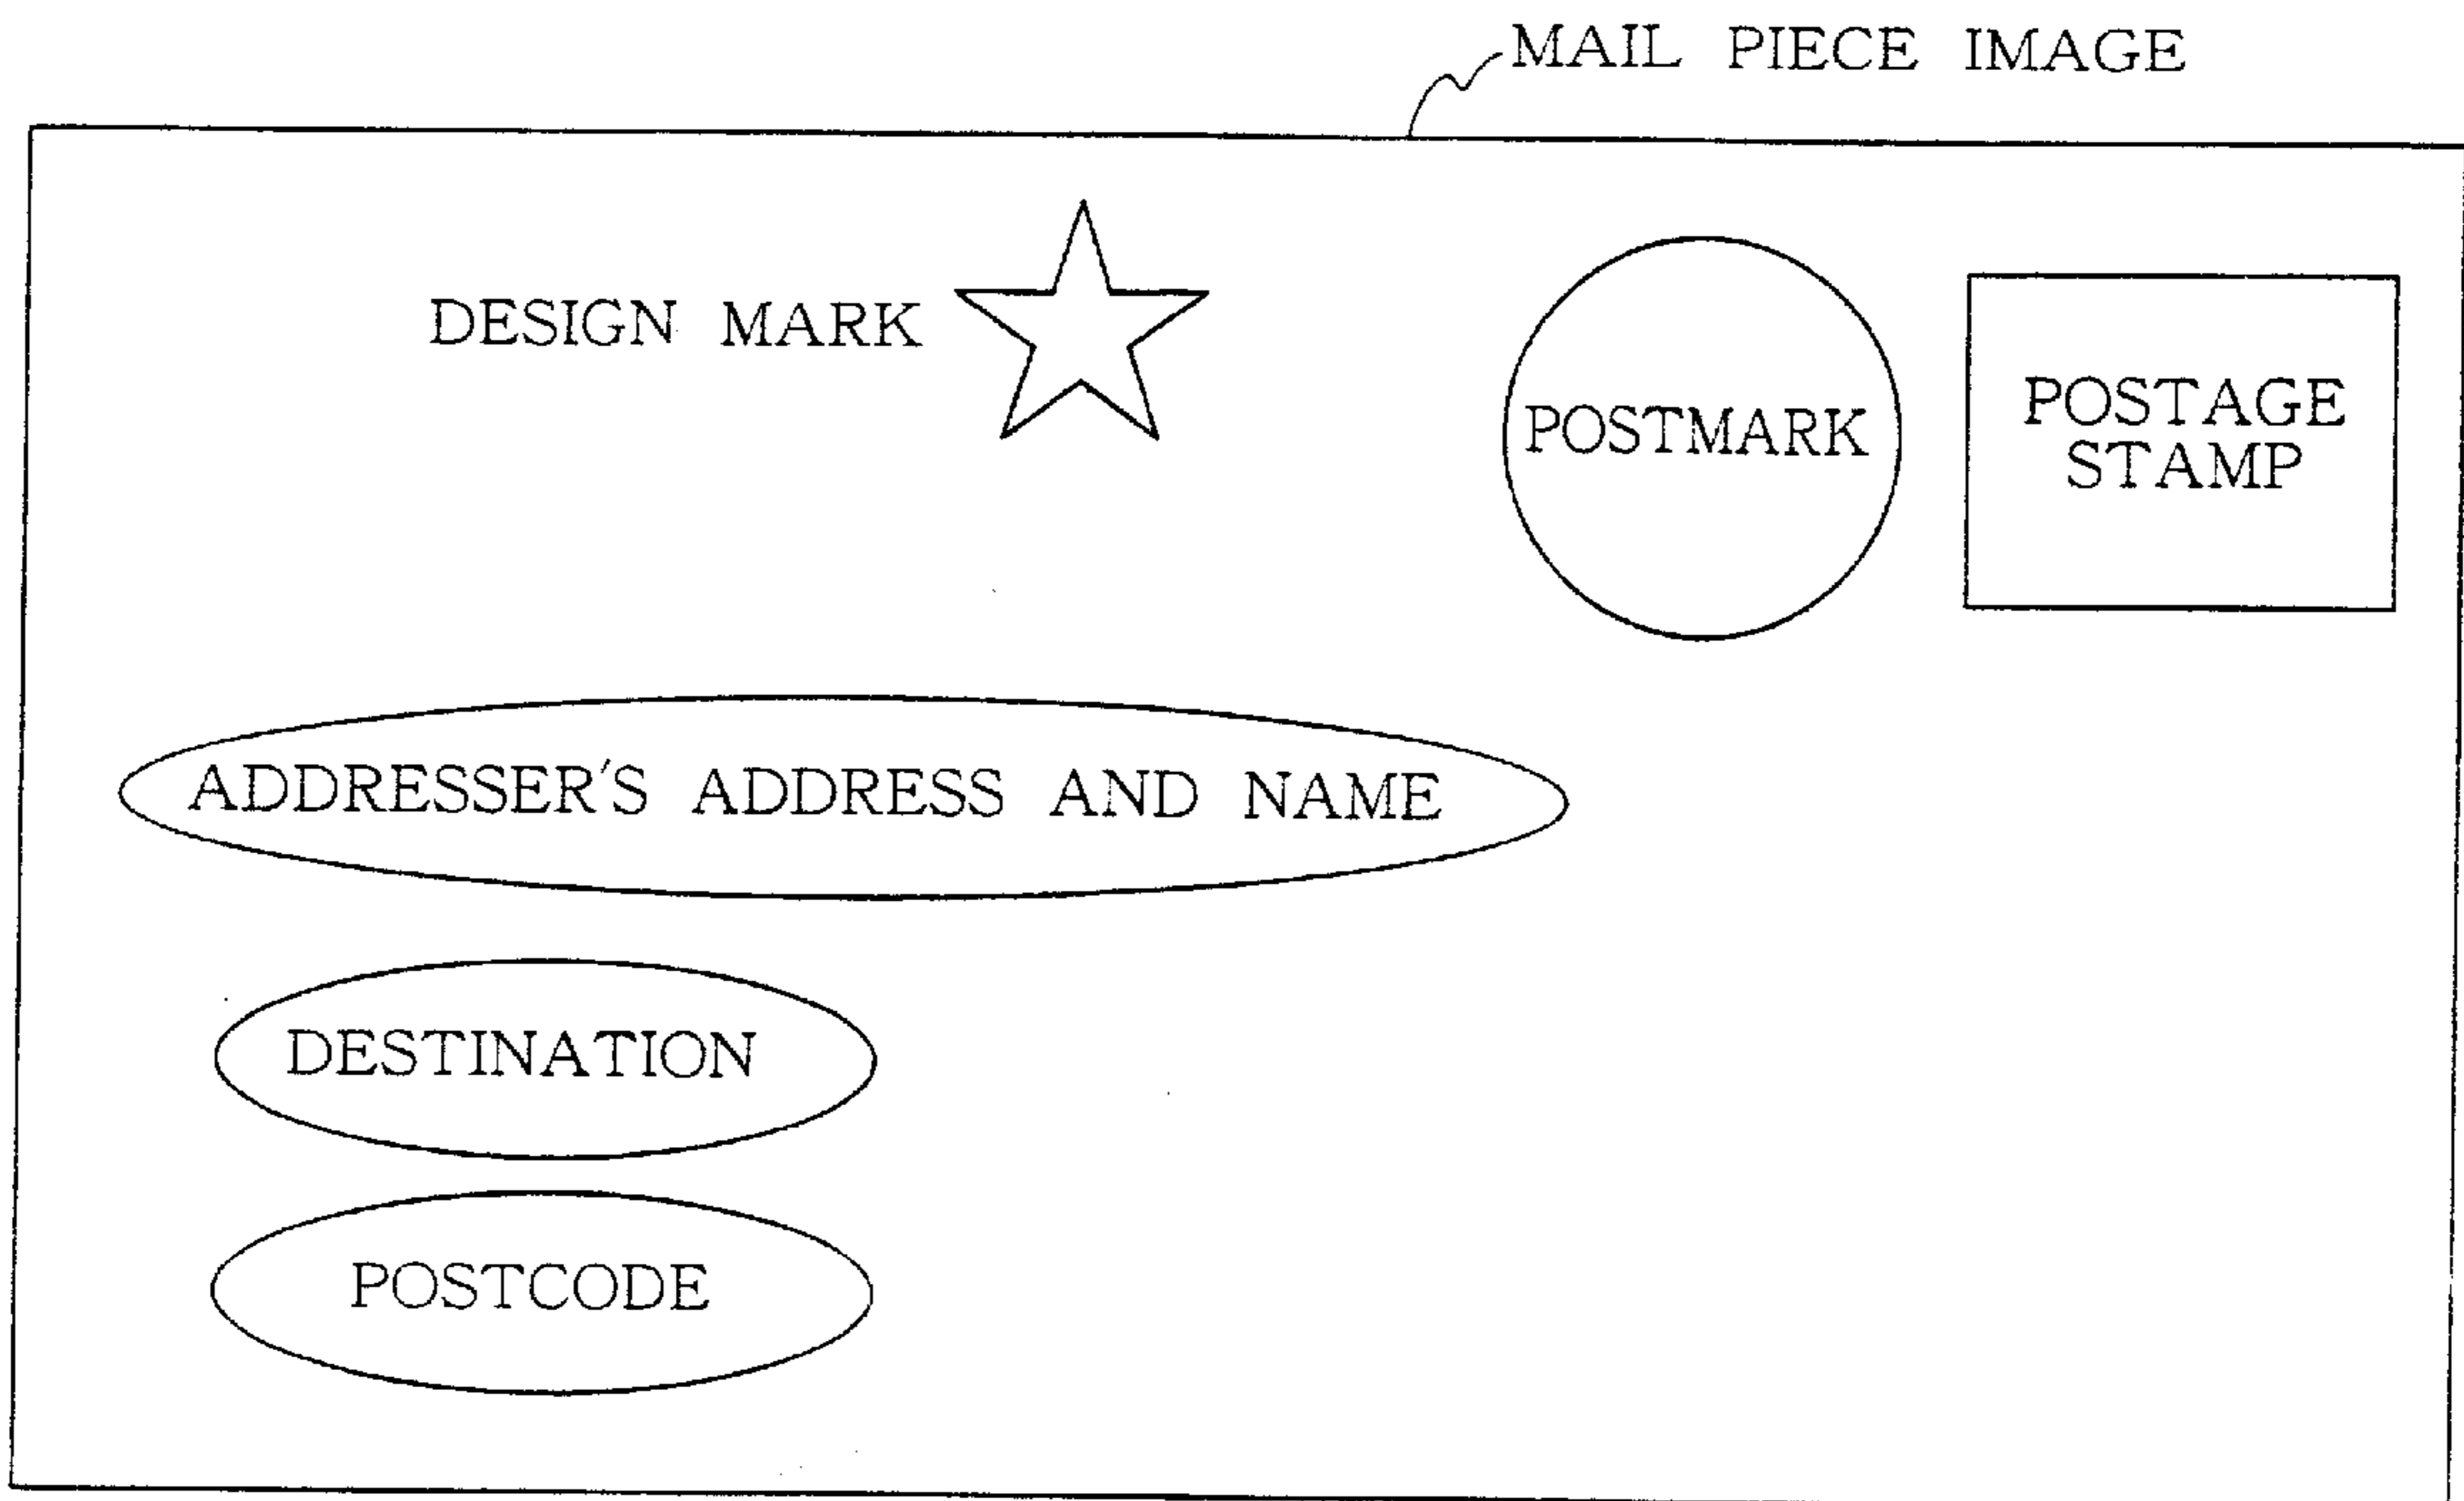 MAIL PIECE IMAGE
DESIGN MARK
POSTMARK
POSTAGE
STAMP
ADDRESSER'S ADDRESS AND NAME
DESTINATION
POSTCODE